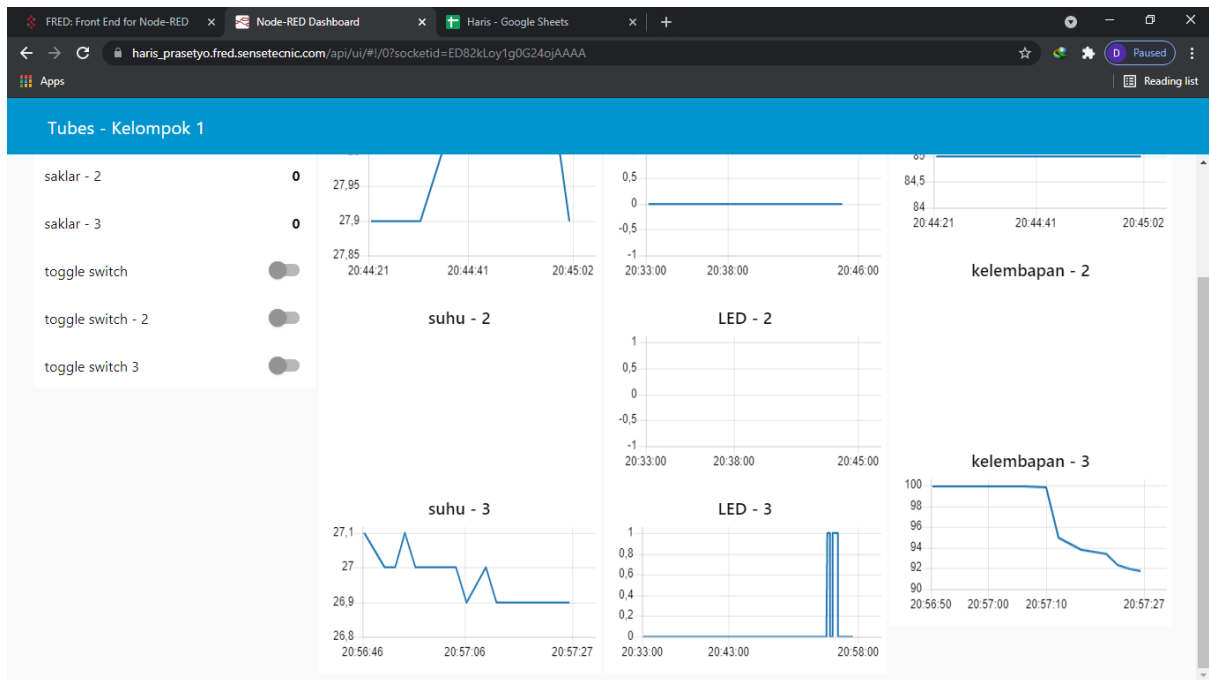 FRED: Front End for Node-RED
Node-RED Dashboard
Haris - Google Sheets
haris_prasetyo.fred.sensetecnic.com/api/ui/#!/0?socketid=ED82kLoy1g0G24ojAAAA
D Paused
Apps
Reading list
Tubes - Kelompok 1
saklar - 2 0
saklar - 3 0
toggle switch
toggle switch - 2
toggle switch 3
27,95
27,9
27,85
20:44:21 20:44:41 20:45:02
suhu - 2
suhu - 3
27,1
27
26,9
26,8
20:56:46 20:57:06 20:57:27
0,5
0
-0,5
-1
20:33:00 20:38:00 20:46:00
LED - 2
1
0,5
0
-0,5
-1
20:33:00 20:38:00 20:45:00
LED - 3
1
0,8
0,6
0,4
0,2
0
20:33:00 20:43:00 20:58:00
85
84,5
84
20:44:21 20:44:41 20:45:02
kelembapan - 2
kelembapan - 3
100
98
96
94
92
90
20:56:50 20:57:00 20:57:10 20:57:27